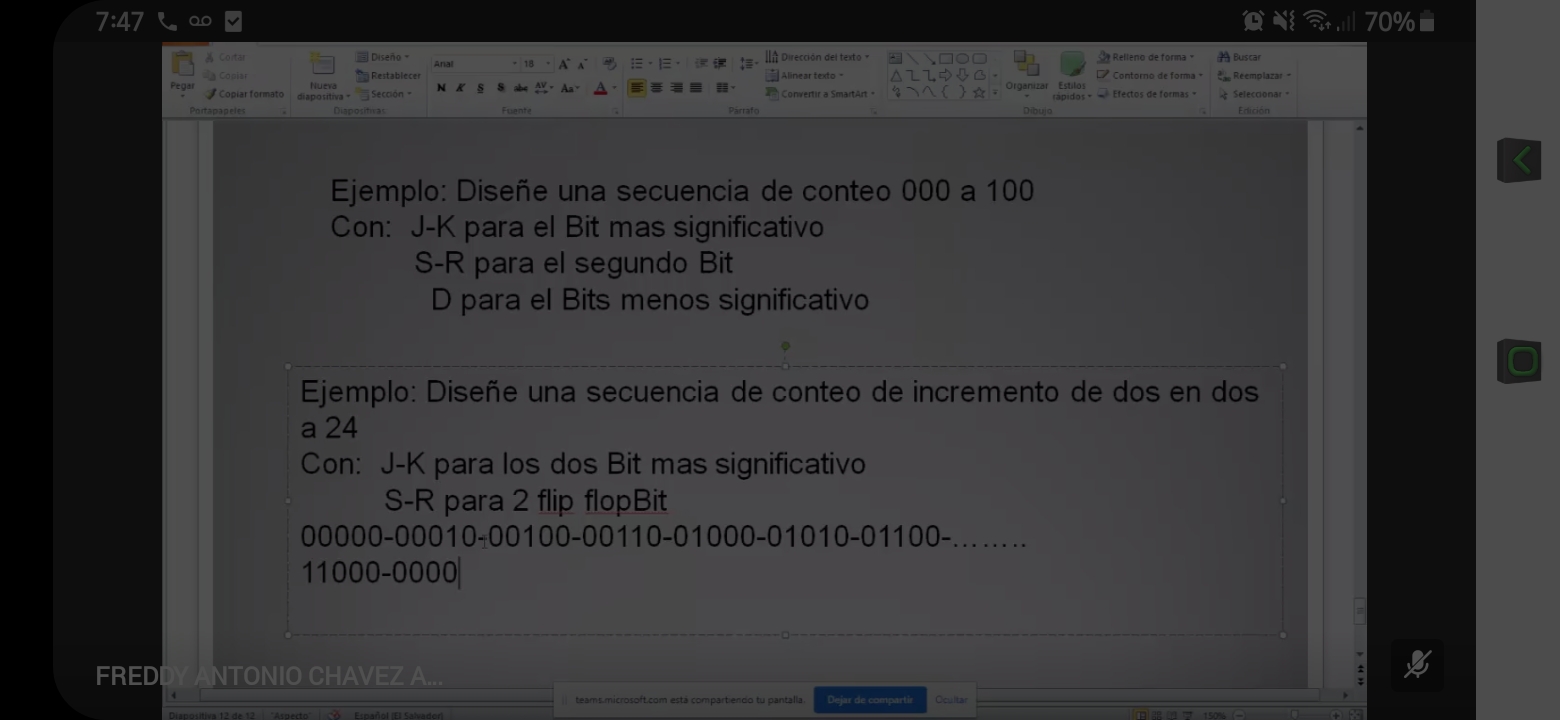 7:47 70%
Cortar
Copiar
Copiar formato
Pegar
Portapapeles
Nueva
diapositiva
Diseño
Restablecer
Sección
Diapositivas
Arial 18
N K S S abc AV Aa A
Fuente
Párrafo
Dirección del texto
Alinear texto
Convertir a SmartArt
Organizar
Estilos
rápidos
Relleno de forma
Contorno de forma
Efectos de formas
Dibujo
Buscar
Reemplazar
Seleccionar
Edición
Ejemplo: Diseñe una secuencia de conteo 000 a 100
Con: J-K para el Bit mas significativo
S-R para el segundo Bit
D para el Bits menos significativo
Ejemplo: Diseñe una secuencia de conteo de incremento de dos en dos
a 24
Con: J-K para los dos Bit mas significativo
S-R para 2 flip flopBit
00000-00010-00100-00110-01000-01010-01100-……..
11000-0000
FREDDY ANTONIO CHAVEZ A...
teams.microsoft.com está compartiendo tu pantalla. Dejar de compartir Ocultar
Diapositiva 12 de 12 "Aspecto" Español (El Salvador) 150%